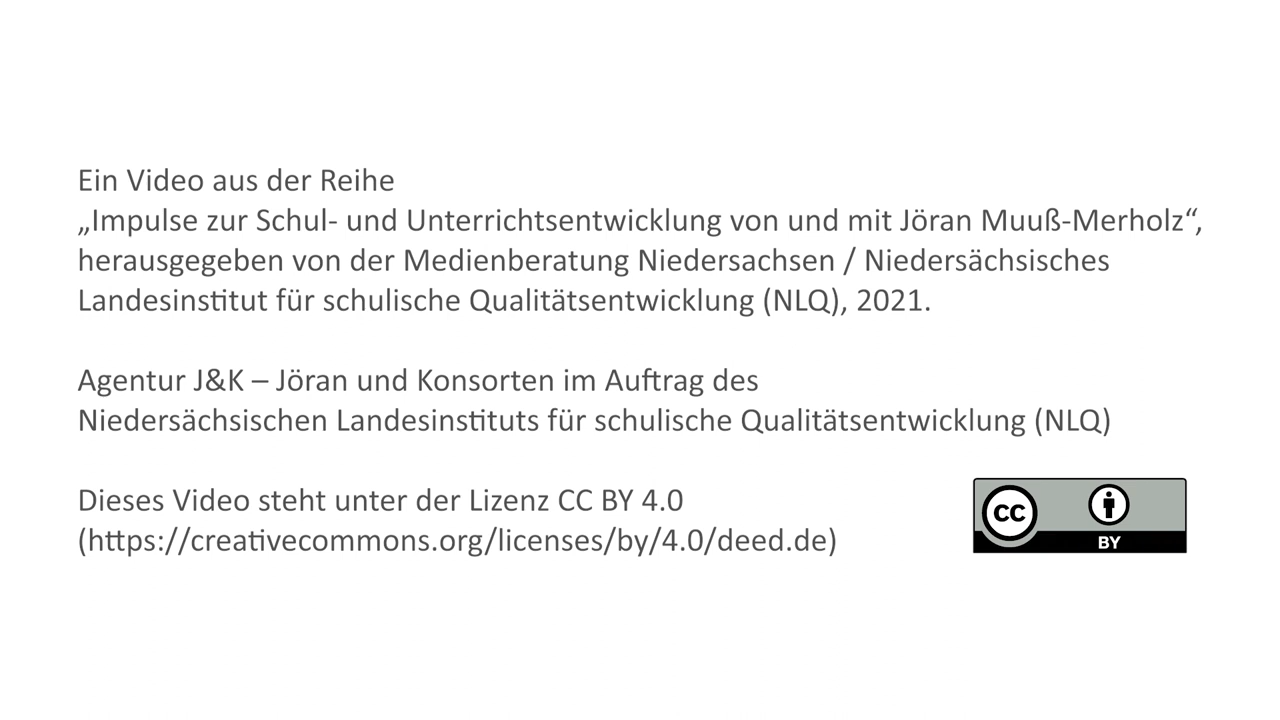 Ein Video aus der Reihe
„Impulse zur Schul- und Unterrichtsentwicklung von und mit Jöran Muuß-Merholz“,
herausgegeben von der Medienberatung Niedersachsen / Niedersächsisches
Landesinstitut für schulische Qualitätsentwicklung (NLQ), 2021.
Agentur J&K – Jöran und Konsorten im Auftrag des
Niedersächsischen Landesinstituts für schulische Qualitätsentwicklung (NLQ)
Dieses Video steht unter der Lizenz CC BY 4.0
(https://creativecommons.org/licenses/by/4.0/deed.de)
CC
BY